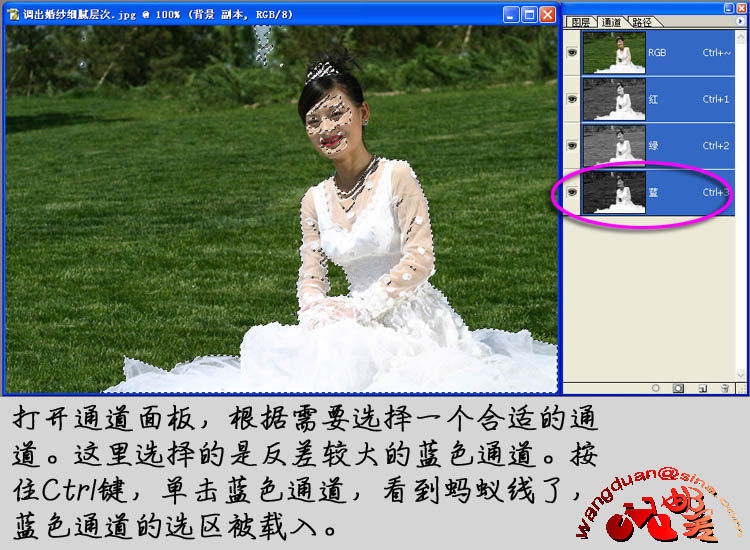 调出婚纱细腻层次.jpg @ 100% (背景 副本, RGB/8)
图层 通道 路径
RGB Ctrl+~
红 Ctrl+1
绿 Ctrl+2
蓝 Ctrl+3
打开通道面板，根据需要选择一个合适的通
道。这里选择的是反差较大的蓝色通道。按
住Ctrl键，单击蓝色通道，看到蚂蚁线了，
蓝色通道的选区被载入。
wangduan@sina.com